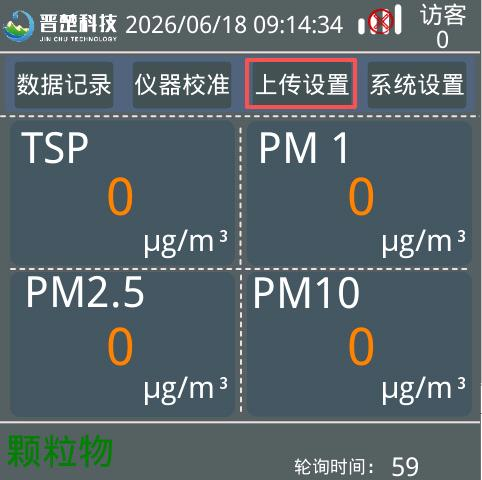 晋楚科技
JIN CHU TECHNOLOGY
2026/06/18 09:14:34
访客
0
数据记录 仪器校准 上传设置 系统设置
TSP
0
µg/m³
PM 1
0
µg/m³
PM2.5
0
µg/m³
PM10
0
µg/m³
颗粒物
轮询时间： 59